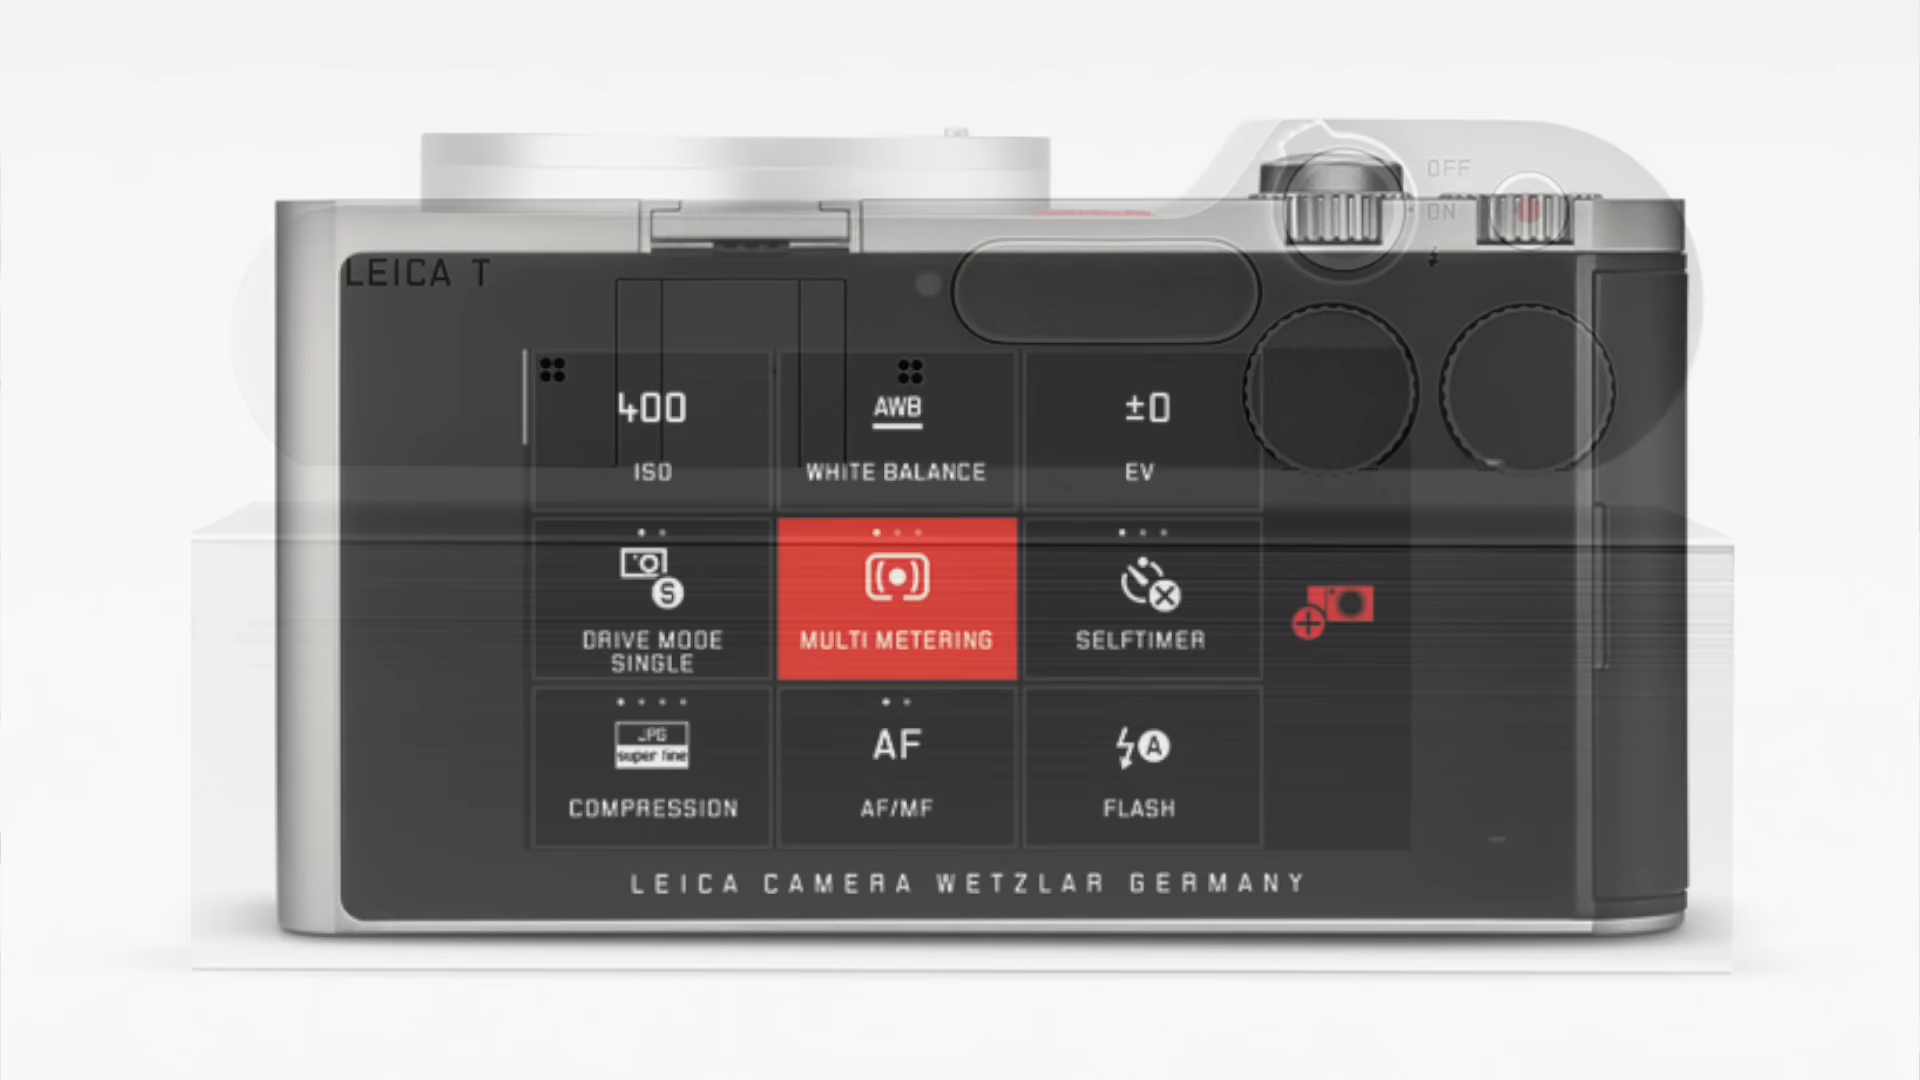 OFF
ON
LEICA T
400
AWB
±0
ISO
WHITE BALANCE
EV
S
DRIVE MODE
SINGLE
MULTI METERING
SELFTIMER
JPG
super fine
AF
A
COMPRESSION
AF/MF
FLASH
LEICA CAMERA WETZLAR GERMANY